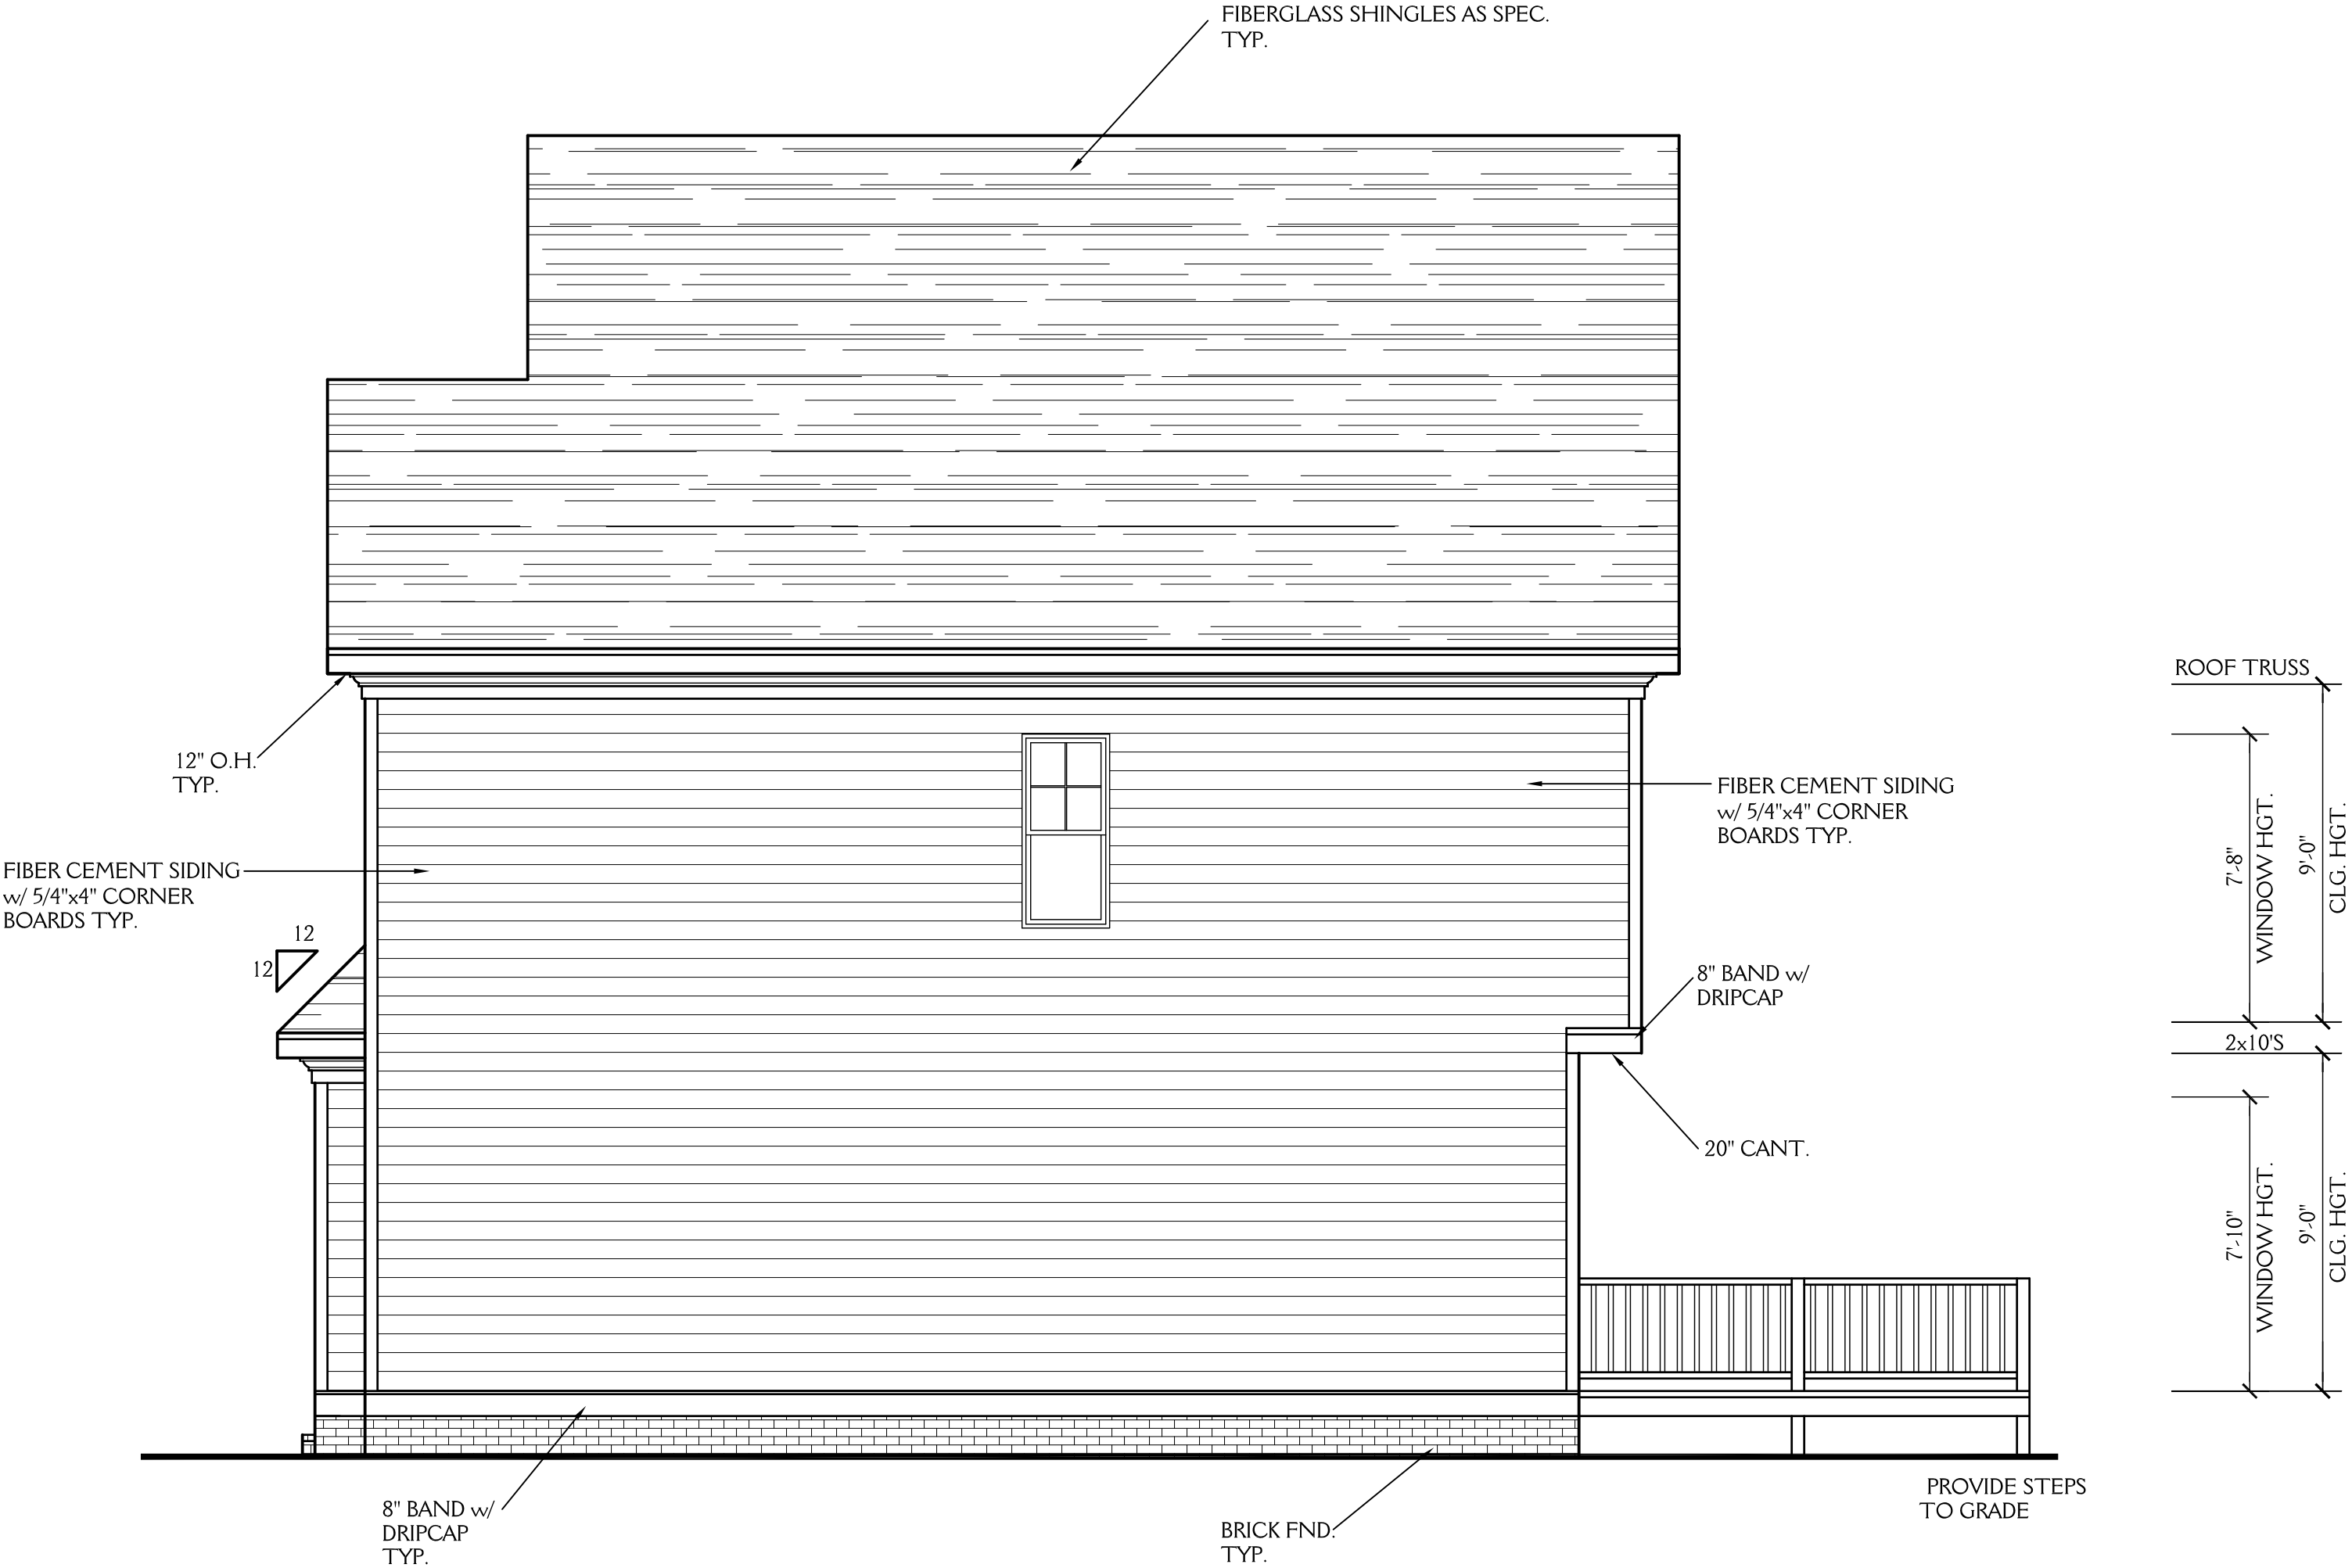 FIBERGLASS SHINGLES AS SPEC.
TYP.
ROOF TRUSS
12" O.H.
TYP.
FIBER CEMENT SIDING
w/ 5/4"x4" CORNER
BOARDS TYP.
FIBER CEMENT SIDING
w/ 5/4"x4" CORNER
BOARDS TYP.
7'-8"
WINDOW HGT.
9'-0"
CLG. HGT.
12
12
8" BAND w/
DRIPCAP
2x10'S
20" CANT.
7'-10"
WINDOW HGT.
9'-0"
CLG. HGT.
PROVIDE STEPS
TO GRADE
8" BAND w/
DRIPCAP
TYP.
BRICK FND.
TYP.